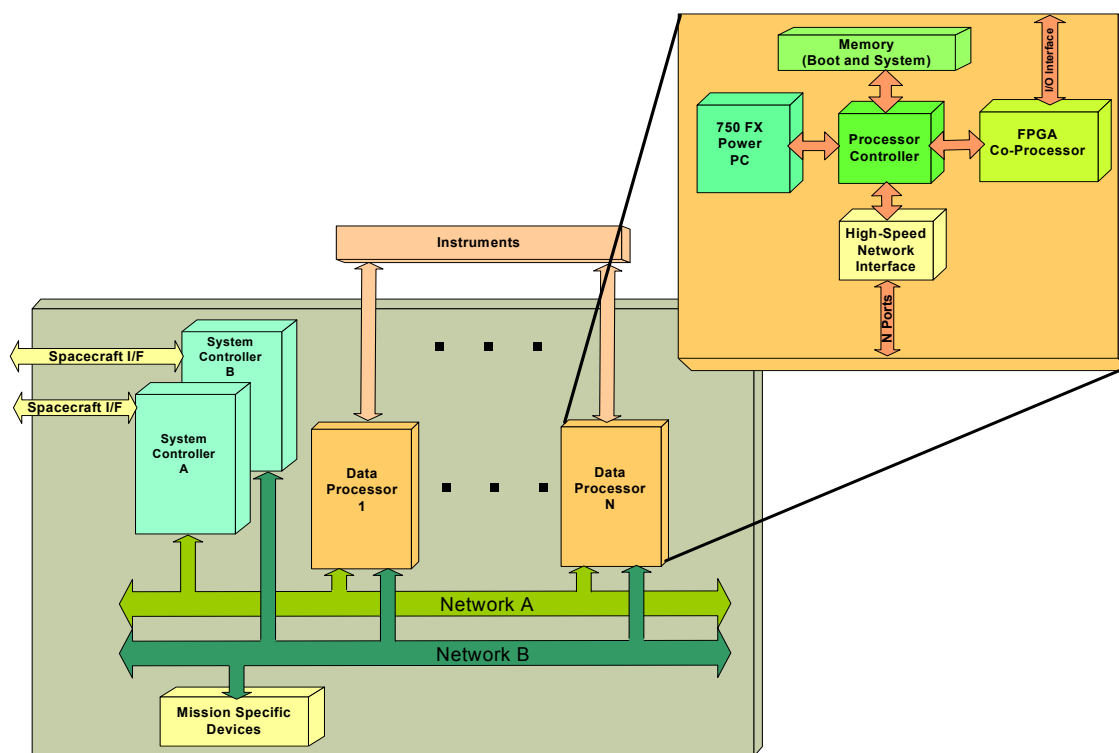 Memory
(Boot and System)
I/O Interface
750 FX
Power
PC
Processor
Controller
FPGA
Co-Processor
High-Speed
Network
Interface
N Ports
Instruments
System
Controller
B
Spacecraft I/F
Spacecraft I/F
System
Controller
A
Data
Processor
1
Data
Processor
N
Network A
Network B
Mission Specific
Devices